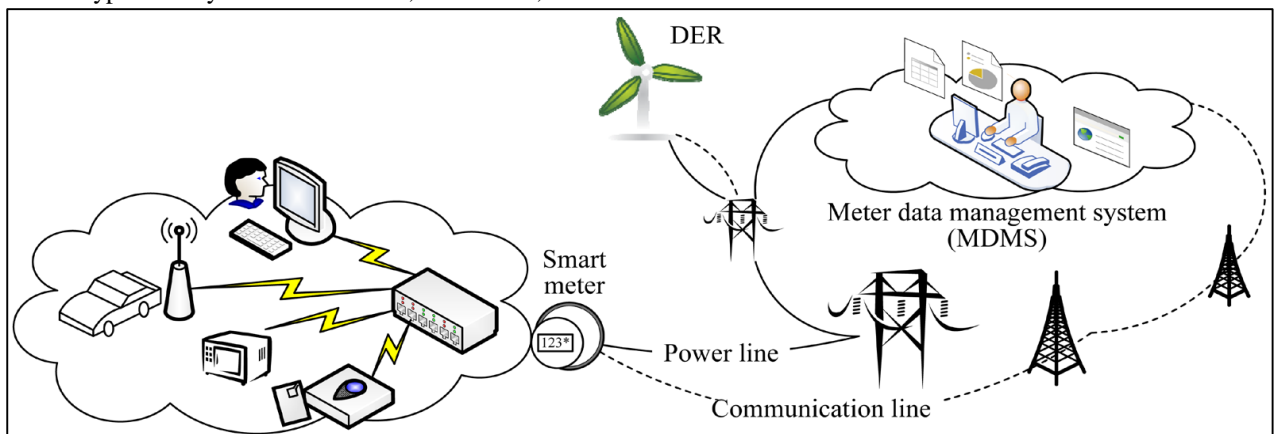 DER
Meter data management system
(MDMS)
Smart
meter
123*
Power line
Communication line